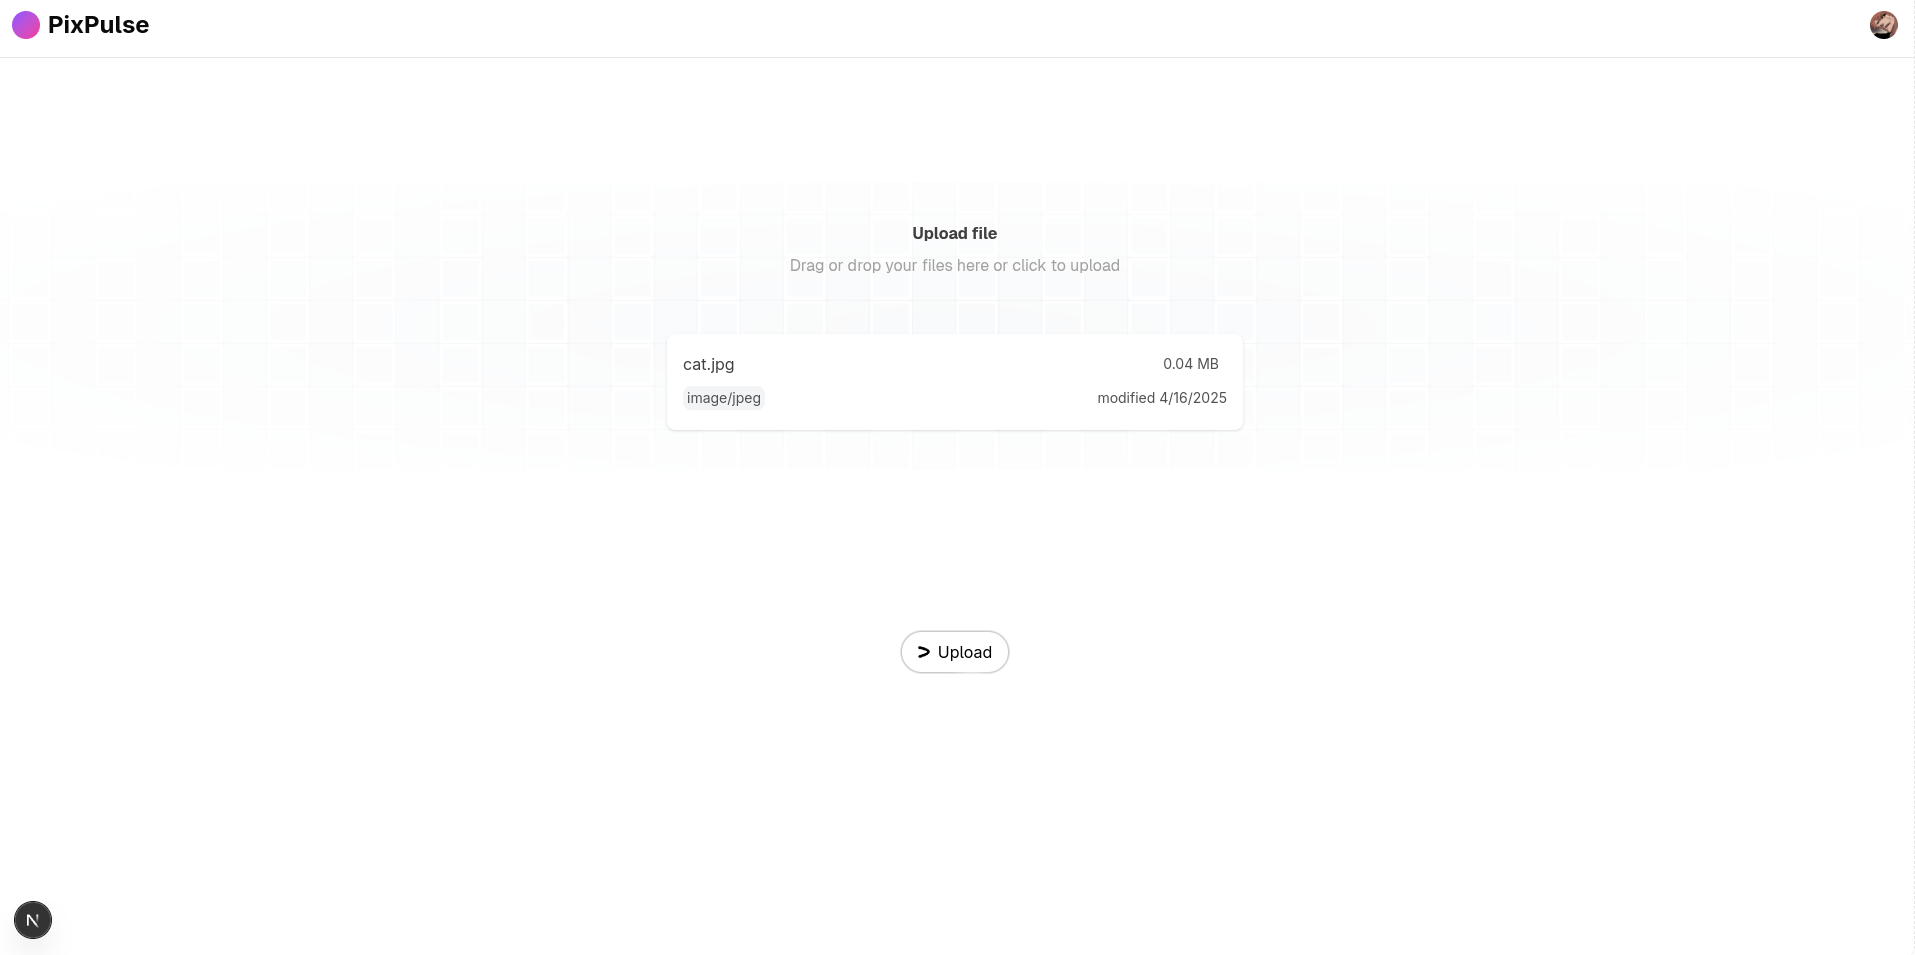 PixPulse
Upload file
Drag or drop your files here or click to upload
cat.jpg
0.04 MB
image/jpeg
modified 4/16/2025
> Upload
N